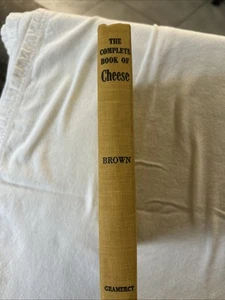 THE
COMPLETE
BOOK OF
Cheese
BROWN
GRAMERCY